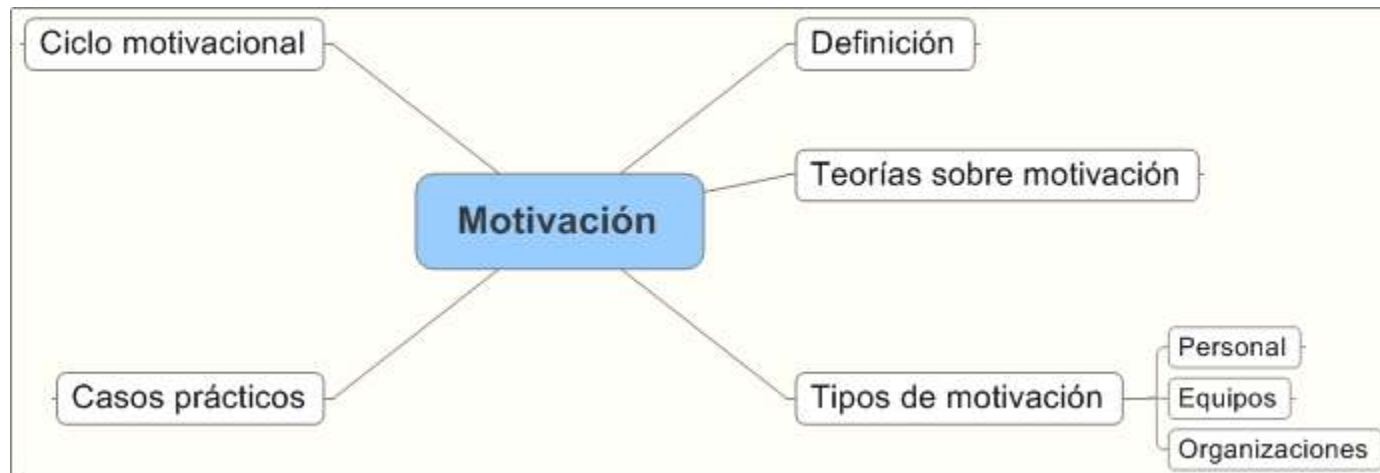 Ciclo motivacional
Definición
Teorías sobre motivación
Motivación
Casos prácticos
Tipos de motivación
Personal
Equipos
Organizaciones